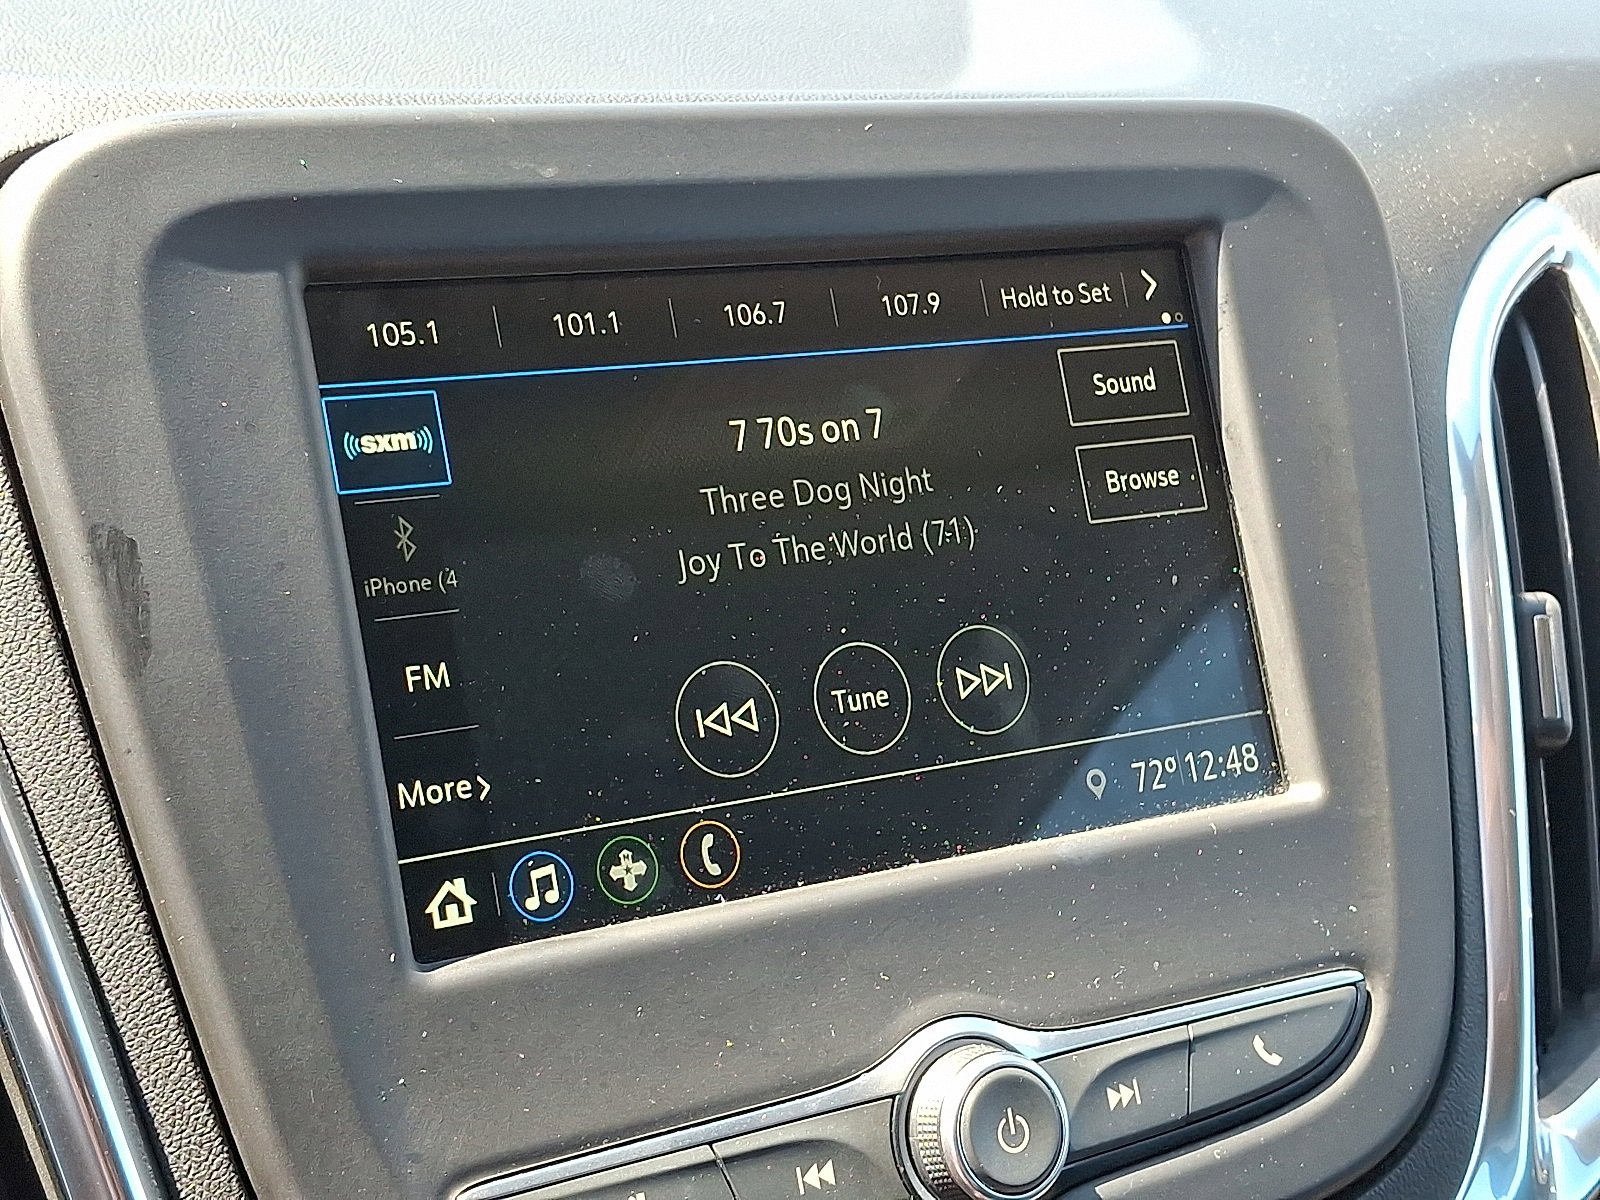 105.1 101.1 106.7 107.9 Hold to Set
((sxm))
7 70s on 7
Sound
Three Dog Night
Browse
Joy To The World (71)
iPhone (4
FM
Tune
More
72° 12:48
N